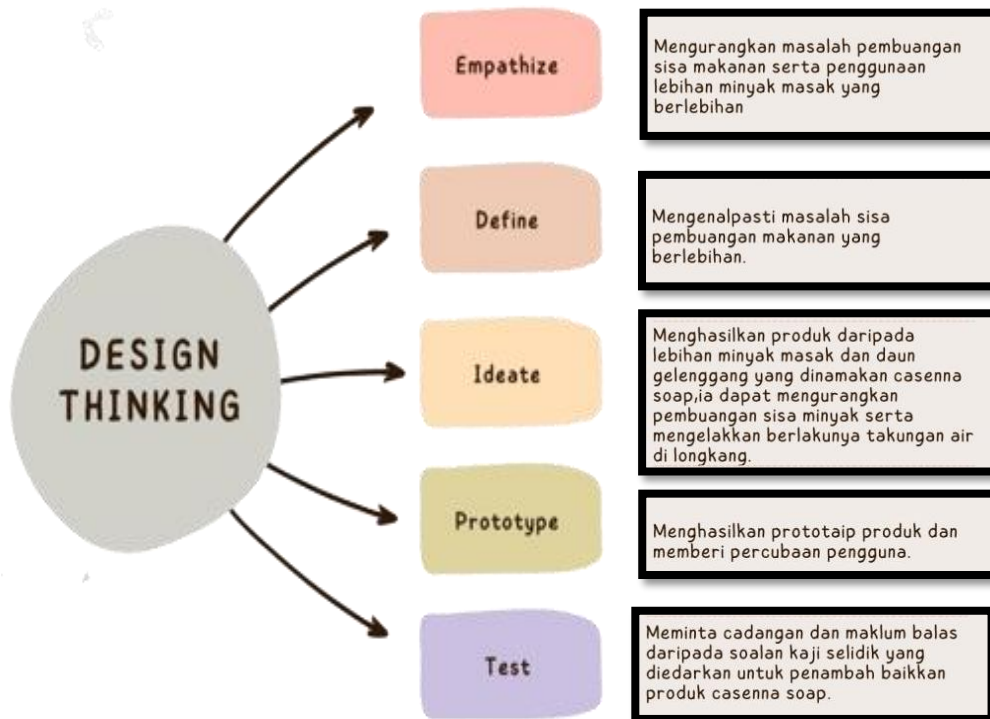 DESIGN
THINKING
Empathize
Mengurangkan masalah pembuangan
sisa makanan serta penggunaan
lebihan minyak masak yang
berlebihan
Define
Mengenalpasti masalah sisa
pembuangan makanan yang
berlebihan.
Ideate
Menghasilkan produk daripada
lebihan minyak masak dan daun
gelenggang yang dinamakan casenna
soap,ia dapat mengurangkan
pembuangan sisa minyak serta
mengelakkan berlakunya takungan air
di longkang.
Prototype
Menghasilkan prototaip produk dan
memberi percubaan pengguna.
Test
Meminta cadangan dan maklum balas
daripada soalan kaji selidik yang
diedarkan untuk penambah baikkan
produk casenna soap.